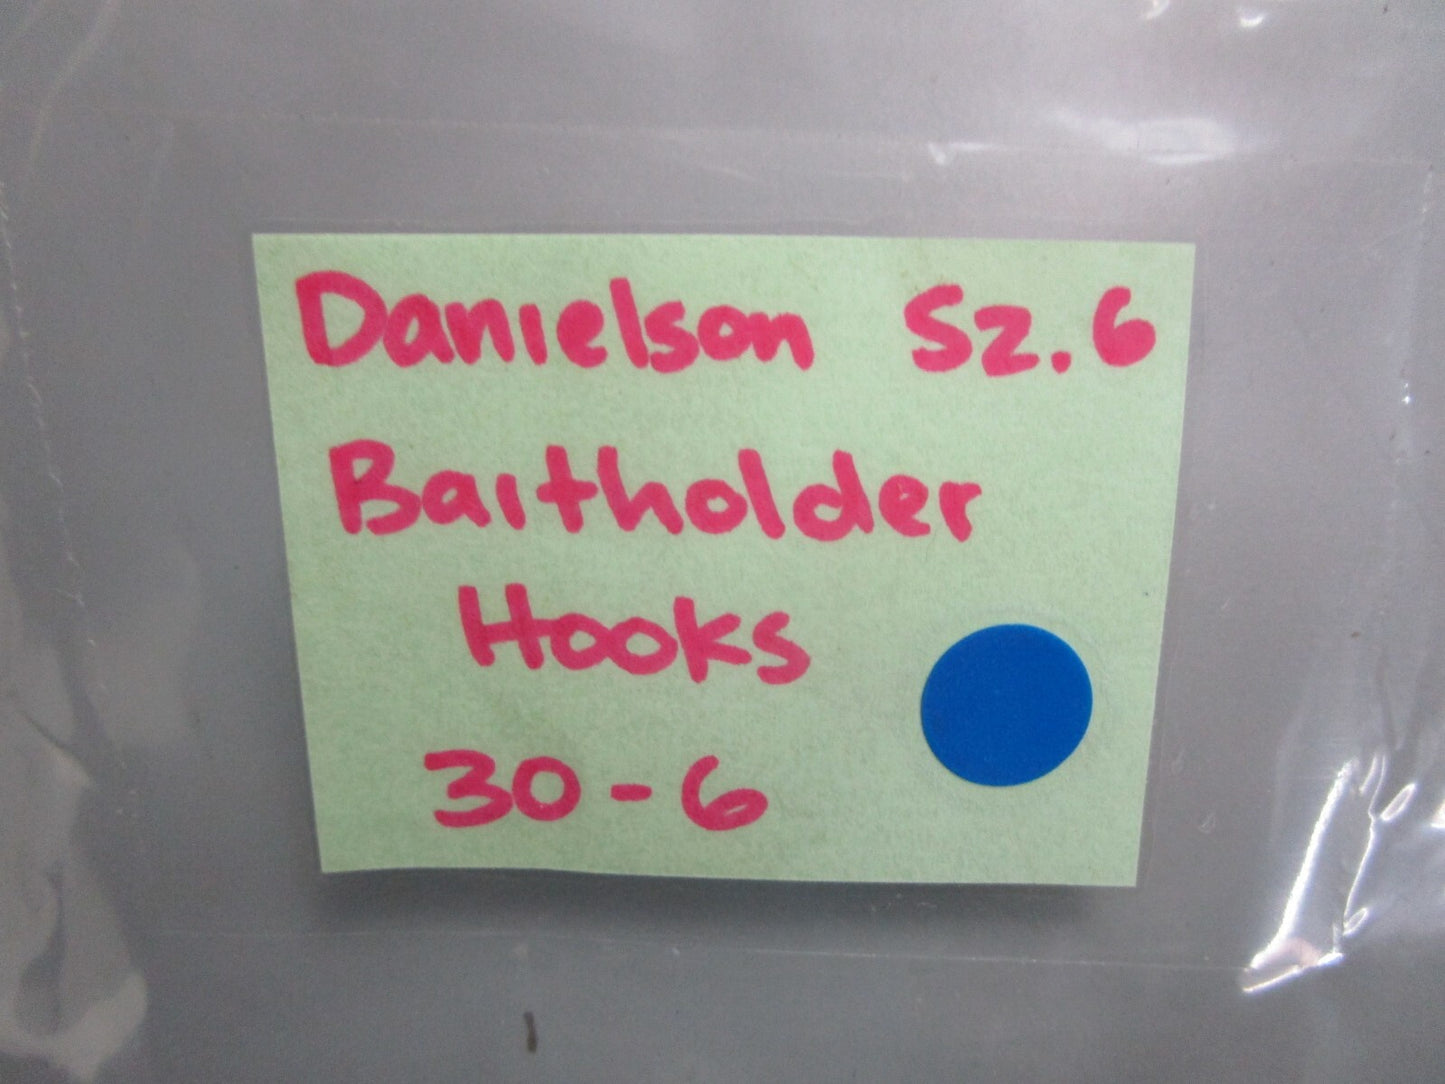 Danielson Sz.6
Baitholder
Hooks
30-6